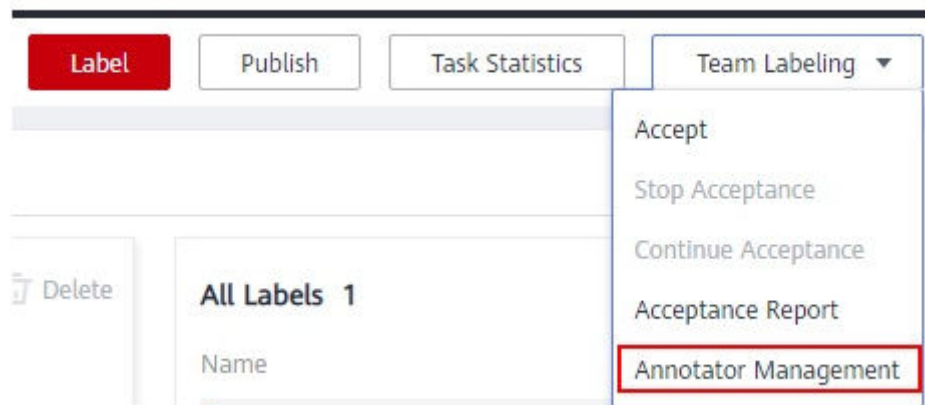 Label Publish Task Statistics Team Labeling
Accept
Stop Acceptance
Continue Acceptance
Delete
All Labels 1
Acceptance Report
Name
Annotator Management